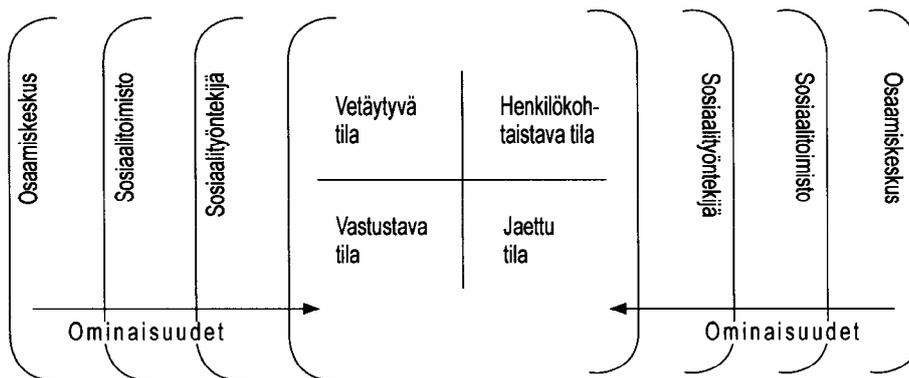 Osaamiskeskus
Sosiaalitoimisto
Sosiaalityöntekijä
Vetäytyvä
tila
Henkilökoh-
taistava tila
Vastustava
tila
Jaettu
tila
Sosiaalityöntekijä
Sosiaalitoimisto
Osaamiskeskus
Ominaisuudet
Ominaisuudet